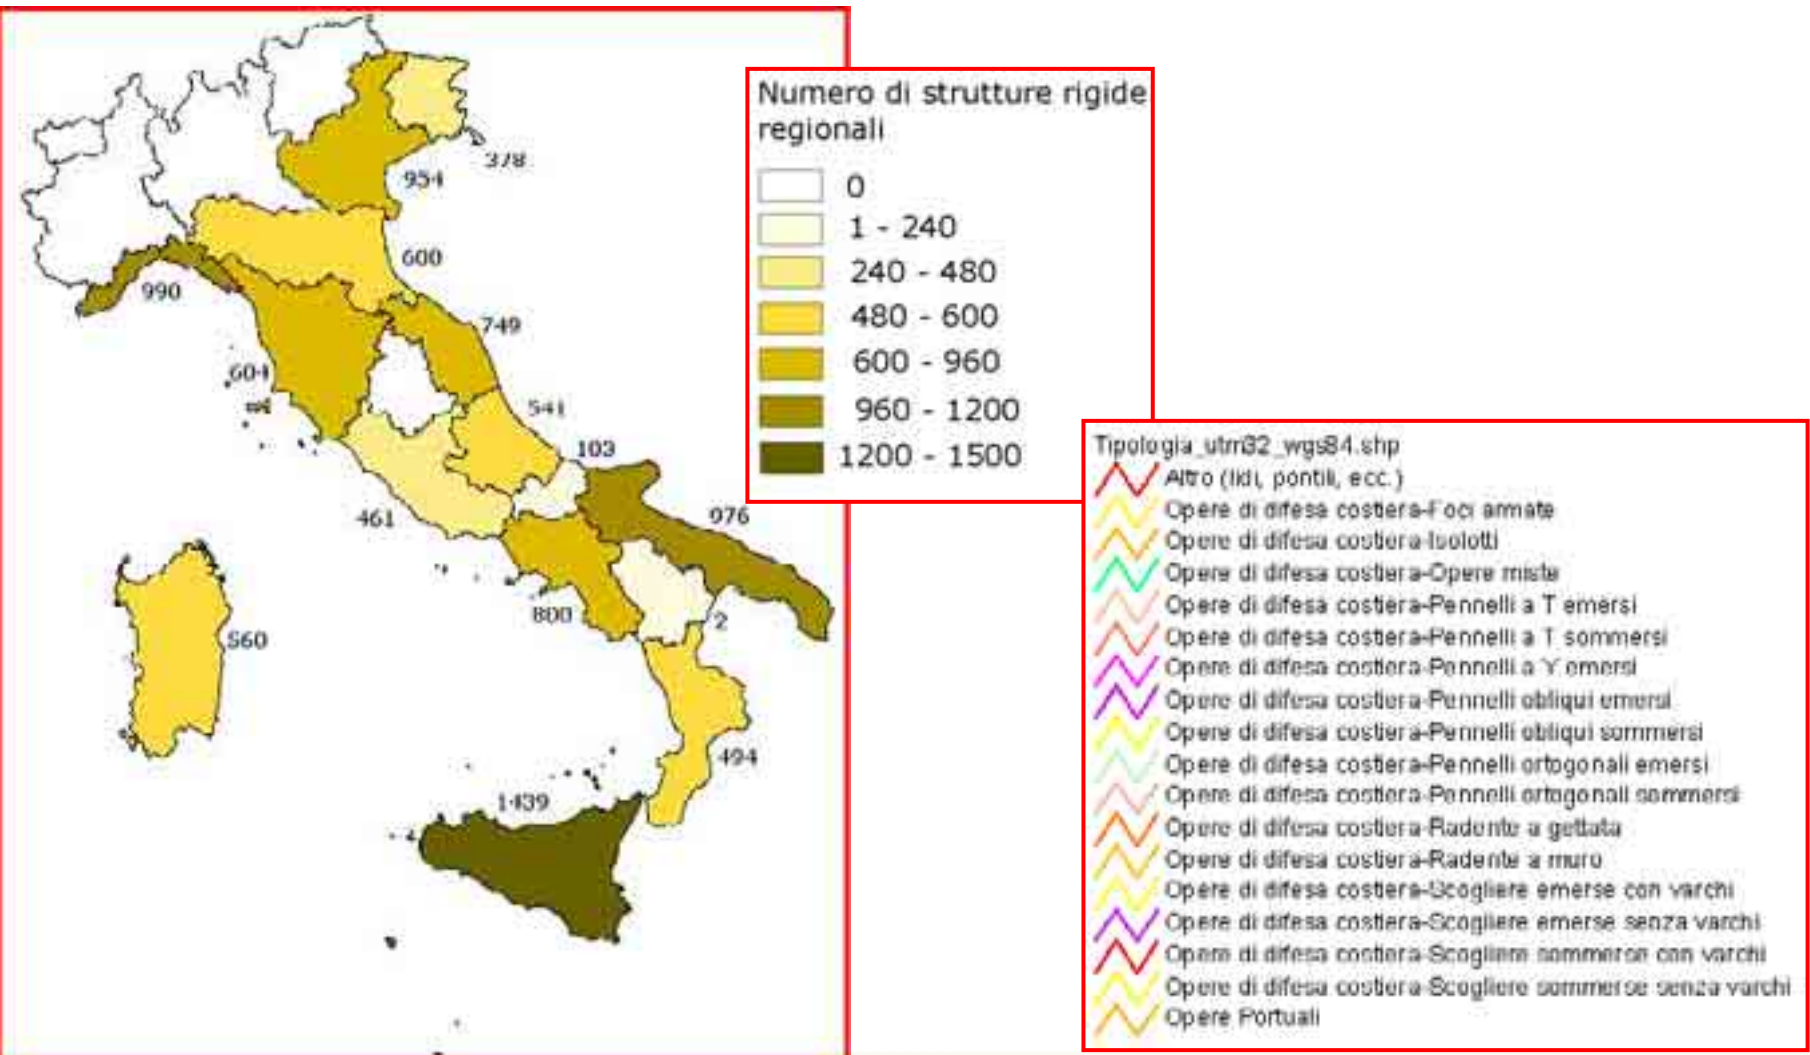 378
954
600
990
749
604
541
103
461
976
800
2
560
494
1439
Numero di strutture rigide
regionali
0
1 - 240
240 - 480
480 - 600
600 - 960
960 - 1200
1200 - 1500
Tipologia_utm32_wgs84.shp
Altro (lidi, pontili, ecc.)
Opere di difesa costiera-Foci armate
Opere di difesa costiera-Isolotti
Opere di difesa costiera-Opere miste
Opere di difesa costiera-Pennelli a T emersi
Opere di difesa costiera-Pennelli a T sommersi
Opere di difesa costiera-Pennelli a Y emersi
Opere di difesa costiera-Pennelli obliqui emersi
Opere di difesa costiera-Pennelli obliqui sommersi
Opere di difesa costiera-Pennelli ortogonali emersi
Opere di difesa costiera-Pennelli ortogonali sommersi
Opere di difesa costiera-Radente a gettata
Opere di difesa costiera-Radente a muro
Opere di difesa costiera-Scogliere emerse con varchi
Opere di difesa costiera-Scogliere emerse senza varchi
Opere di difesa costiera-Scogliere sommerse con varchi
Opere di difesa costiera-Scogliere sommerse senza varchi
Opere Portuali